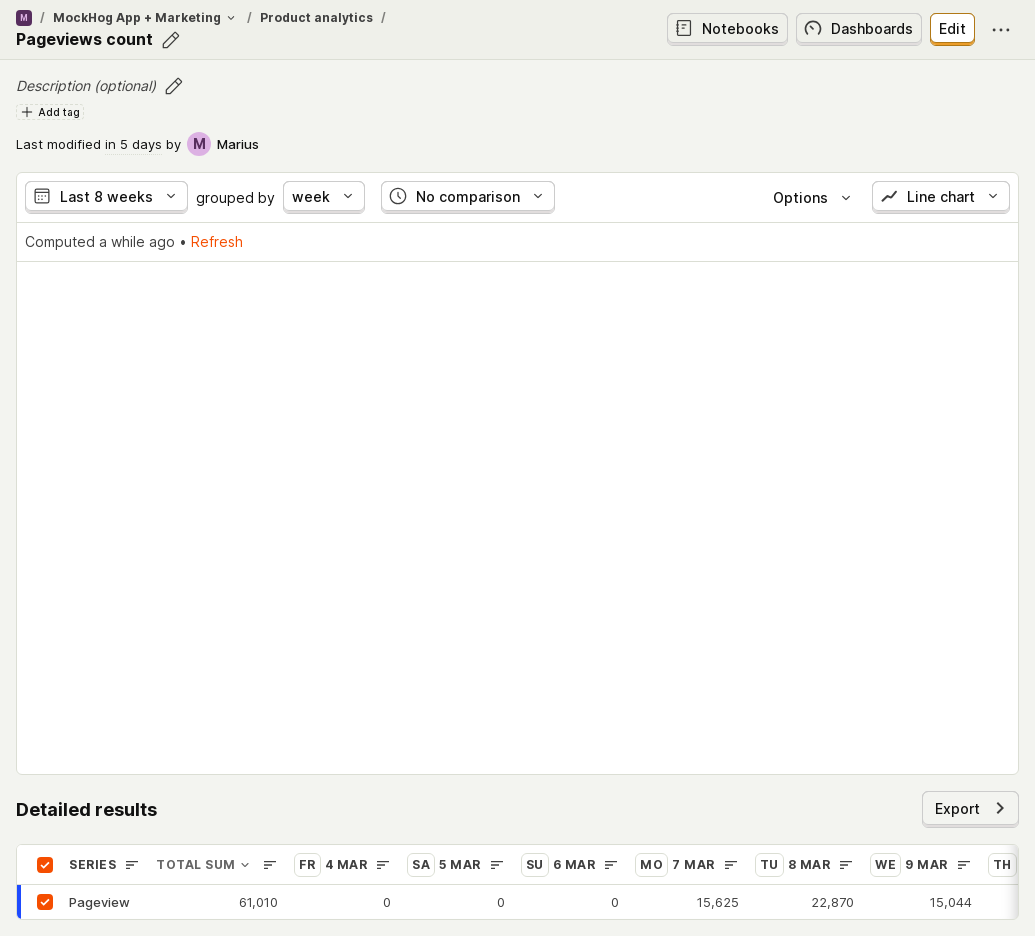 M / MockHog App + Marketing / Product analytics /
Pageviews count
Notebooks Dashboards Edit
Description (optional)
Add tag
Last modified in 5 days by M Marius
Last 8 weeks grouped by week No comparison Options Line chart
Computed a while ago • Refresh
Detailed results
Export
SERIES TOTAL SUM FR 4 MAR SA 5 MAR SU 6 MAR MO 7 MAR TU 8 MAR WE 9 MAR TH
Pageview 61,010 0 0 0 15,625 22,870 15,044